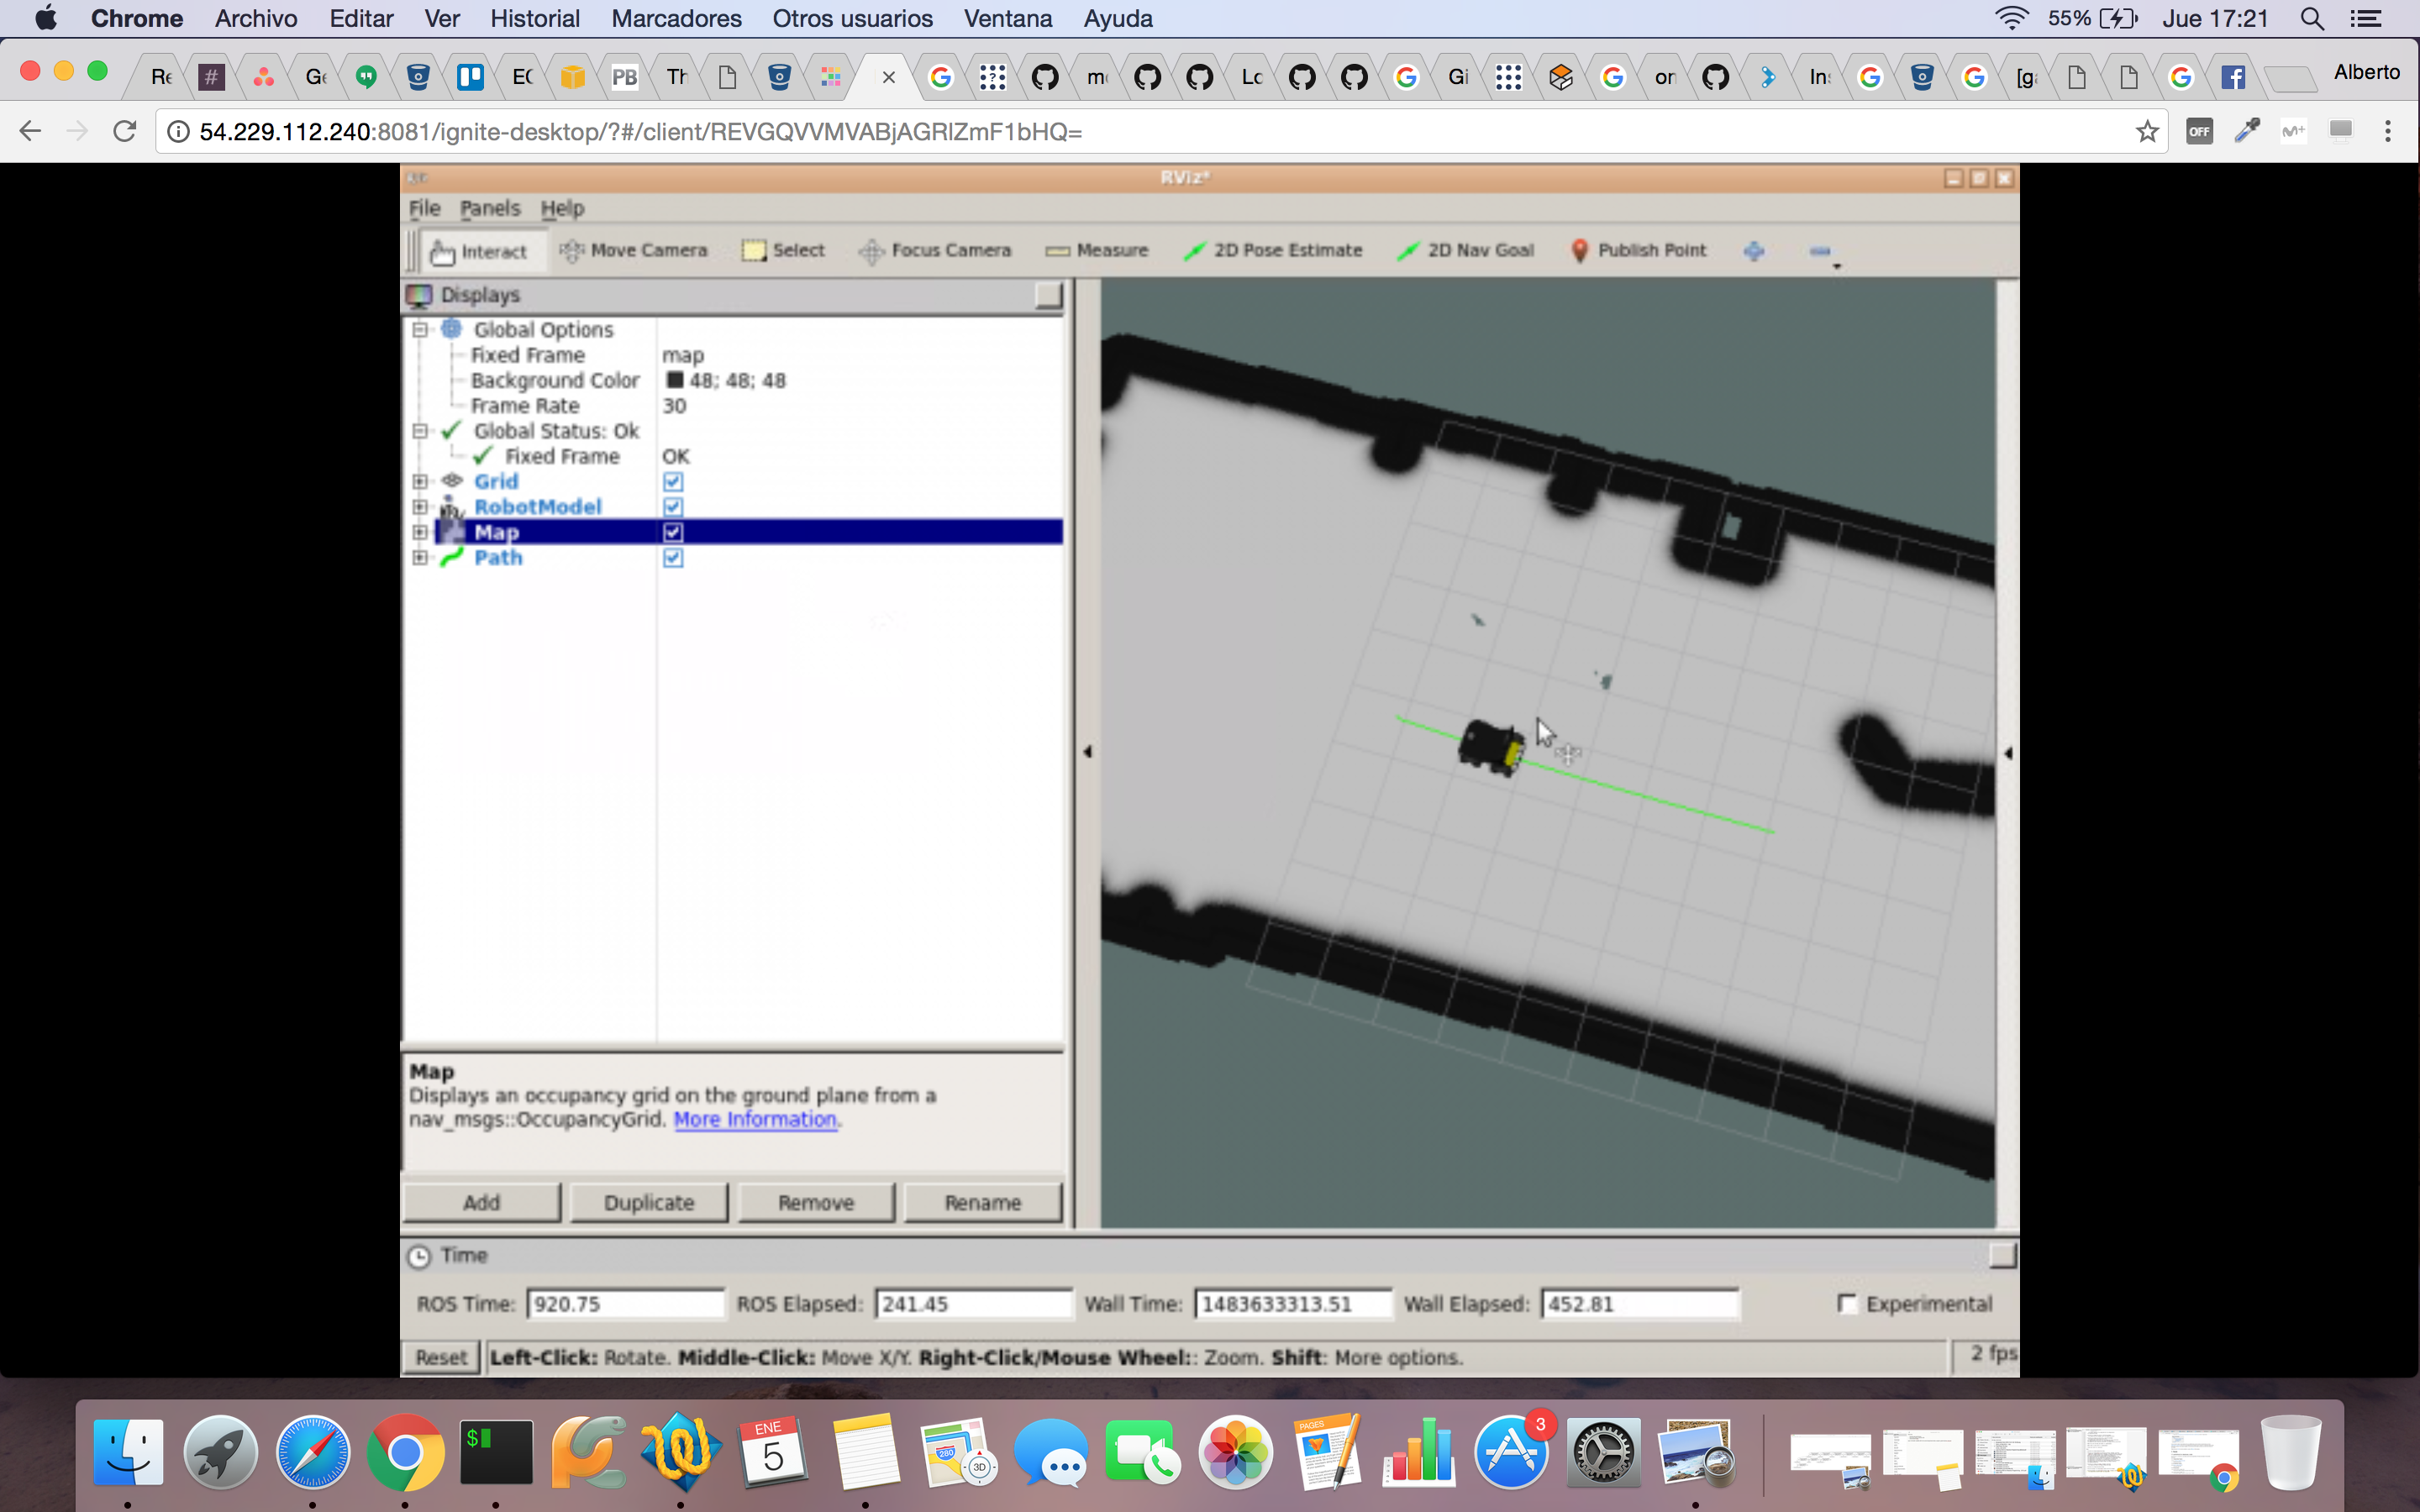 Chrome Archivo Editar Ver Historial Marcadores Otros usuarios Ventana Ayuda 55% Jue 17:21
Re # Ge EC PB Th ? m Lc Gi or In [g Alberto
54.229.112.240:8081/ignite-desktop/?#/client/REVGQVVMVABjAGRlZmF1bHQ= OFF
RViz*
File Panels Help
Interact Move Camera Select Focus Camera Measure 2D Pose Estimate 2D Nav Goal Publish Point
Displays
Global Options
Fixed Frame map
Background Color 48; 48; 48
Frame Rate 30
Global Status: Ok
Fixed Frame OK
Grid
RobotModel
Map
Path
Map
Displays an occupancy grid on the ground plane from a
nav_msgs::OccupancyGrid. More Information.
Add Duplicate Remove Rename
Time
ROS Time: 920.75 ROS Elapsed: 241.45 Wall Time: 1483633313.51 Wall Elapsed: 452.81 Experimental
Reset Left-Click: Rotate. Middle-Click: Move X/Y. Right-Click/Mouse Wheel:: Zoom. Shift: More options. 2 fps
$ ENE 5 280 3D PAGES 3